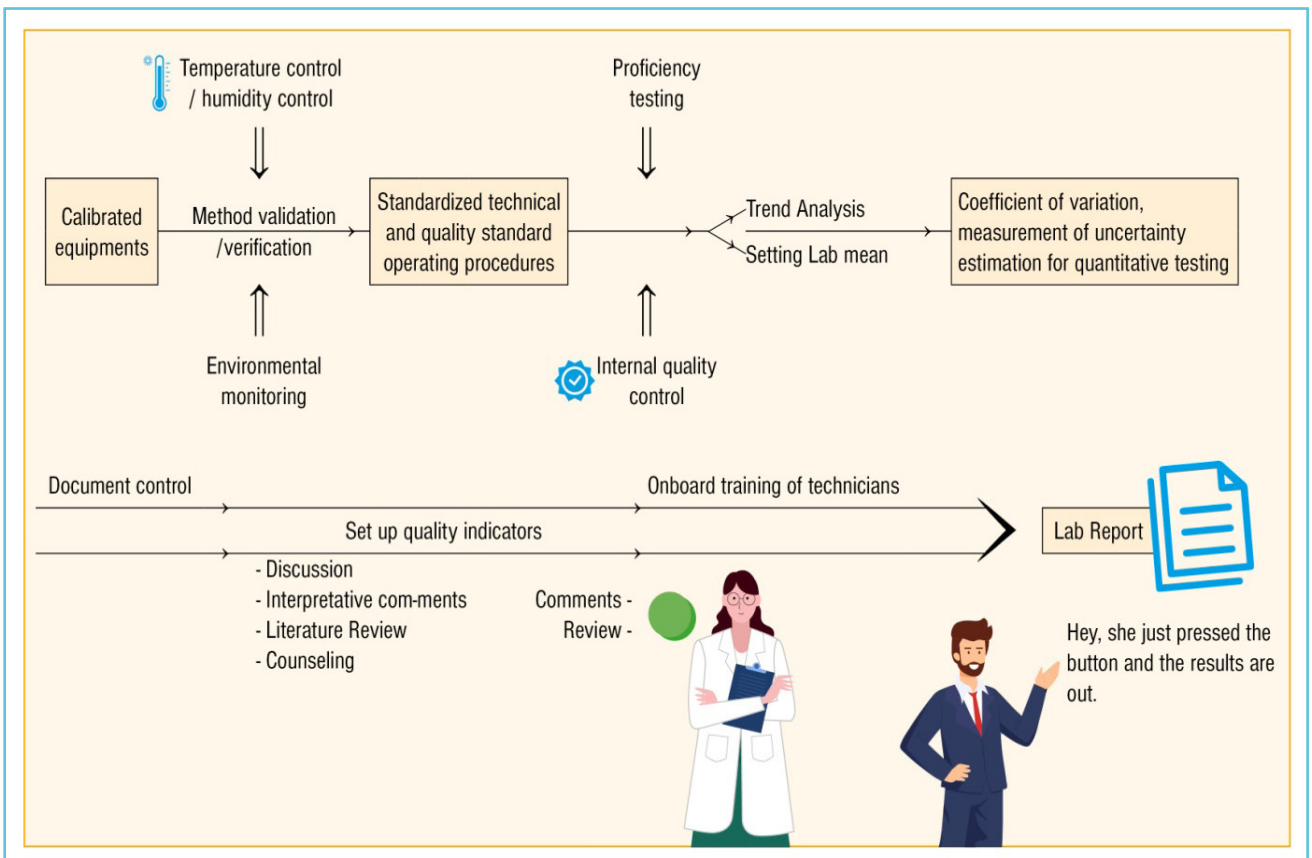 Temperature control
/ humidity control
Proficiency
testing
Calibrated
equipments
Method validation
/verification
Standardized technical
and quality standard
operating procedures
Trend Analysis
Setting Lab mean
Coefficient of variation,
measurement of uncertainty
estimation for quantitative testing
Environmental
monitoring
Internal quality
control
Document control
Onboard training of technicians
Set up quality indicators
Lab Report
- Discussion
- Interpretative com-ments
- Literature Review
- Counseling
Comments -
Review -
Hey, she just pressed the
button and the results are
out.